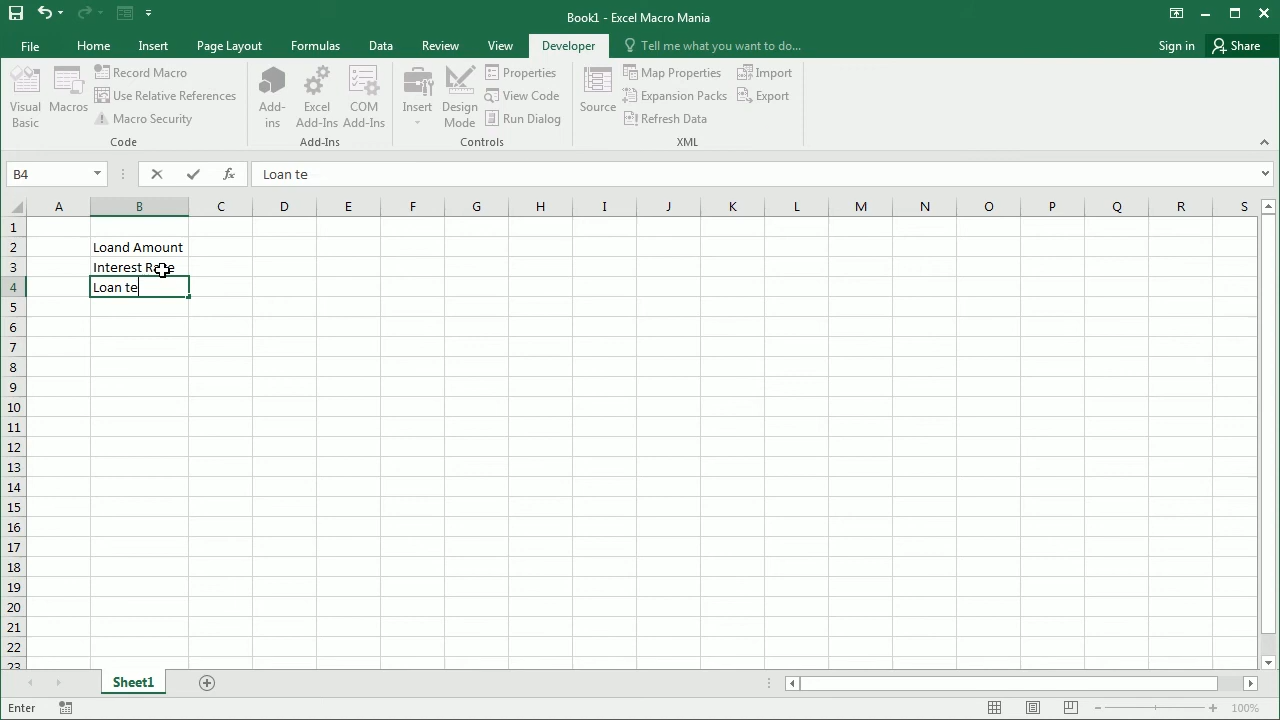 Book1 - Excel Macro Mania
File Home Insert Page Layout Formulas Data Review View Developer Tell me what you want to do... Sign in Share
Visual Basic
Macros
Record Macro
Use Relative References
Macro Security
Code
Add-ins
Excel Add-Ins
COM Add-Ins
Add-Ins
Insert
Design Mode
Properties
View Code
Run Dialog
Controls
Source
Map Properties
Expansion Packs
Refresh Data
Import
Export
XML
B4 fx Loan te
A B C D E F G H I J K L M N O P Q R S
1
2 Loand Amount
3 Interest Rate
4 Loan te
5
6
7
8
9
10
11
12
13
14
15
16
17
18
19
20
21
22
23
Sheet1
Enter 100%